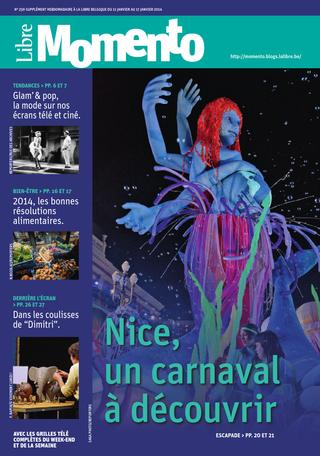 N° 230 SUPPLÉMENT HEBDOMADAIRE À LA LIBRE BELGIQUE DU 11 JANVIER AU 17 JANVIER 2014
Libre
Momento
http://momento.blogs.lalibre.be/
TENDANCES > PP. 6 ET 7
Glam' & pop,
la mode sur nos
écrans télé et ciné.
BIEN-ÊTRE > PP. 16 ET 17
2014, les bonnes
résolutions
alimentaires.
DERRIÈRE L'ÉCRAN
> PP. 26 ET 27
Dans les coulisses
de "Dimitri".
AVEC LES GRILLES TÉLÉ
COMPLÈTES DU WEEK-END
ET DE LA SEMAINE
Nice,
un carnaval
à découvrir
ESCAPADE > PP. 20 ET 21